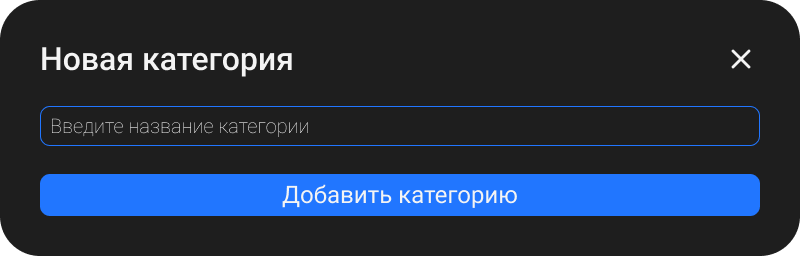 Новая категория
Введите название категории
Добавить категорию